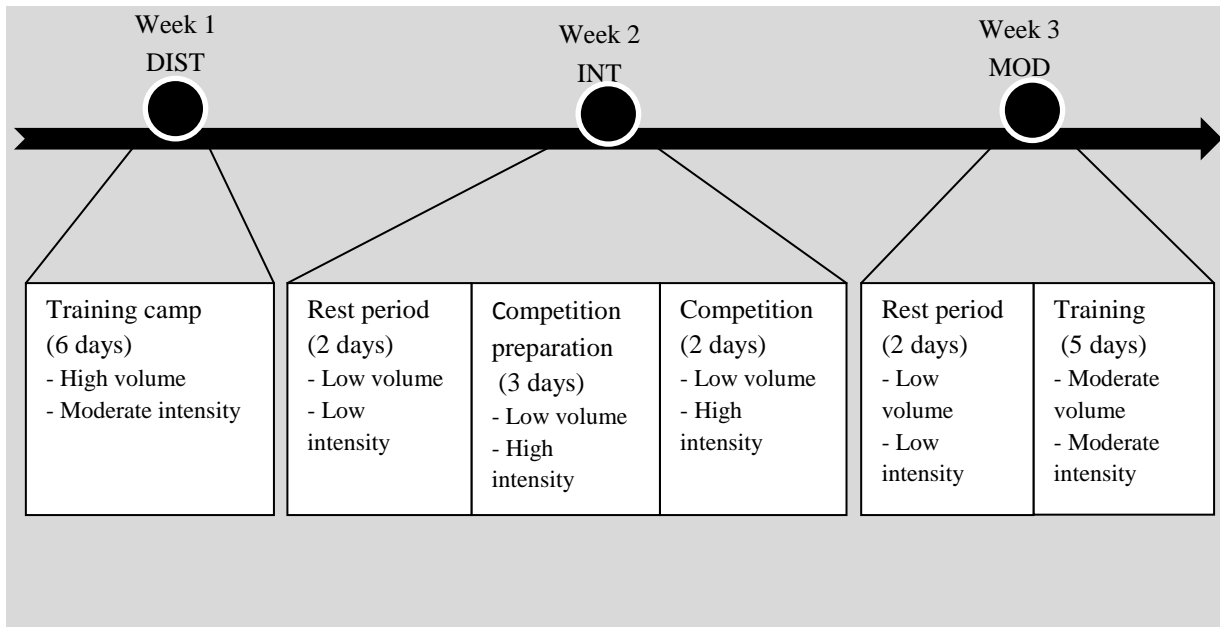 Week 1
DIST
Week 2
INT
Week 3
MOD
Training camp
(6 days)
- High volume
- Moderate intensity
Rest period
(2 days)
- Low volume
- Low
intensity
Competition
preparation
(3 days)
- Low volume
- High
intensity
Competition
(2 days)
- Low volume
- High
intensity
Rest period
(2 days)
- Low
volume
- Low
intensity
Training
(5 days)
- Moderate
volume
- Moderate
intensity